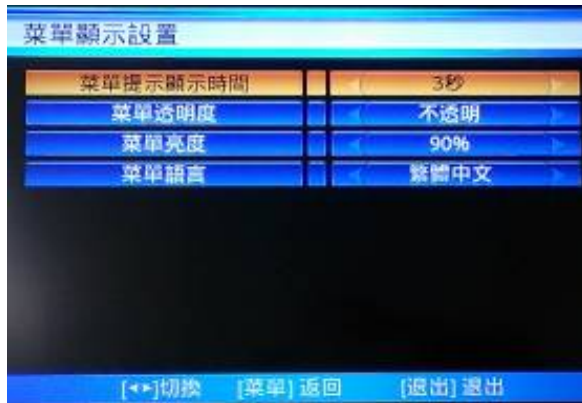 菜單顯示設置
菜單提示顯示時間 3秒
菜單透明度 不透明
菜單亮度 90%
菜單語言 繁體中文
[◂▸]切換 [菜單] 返回 [退出] 退出